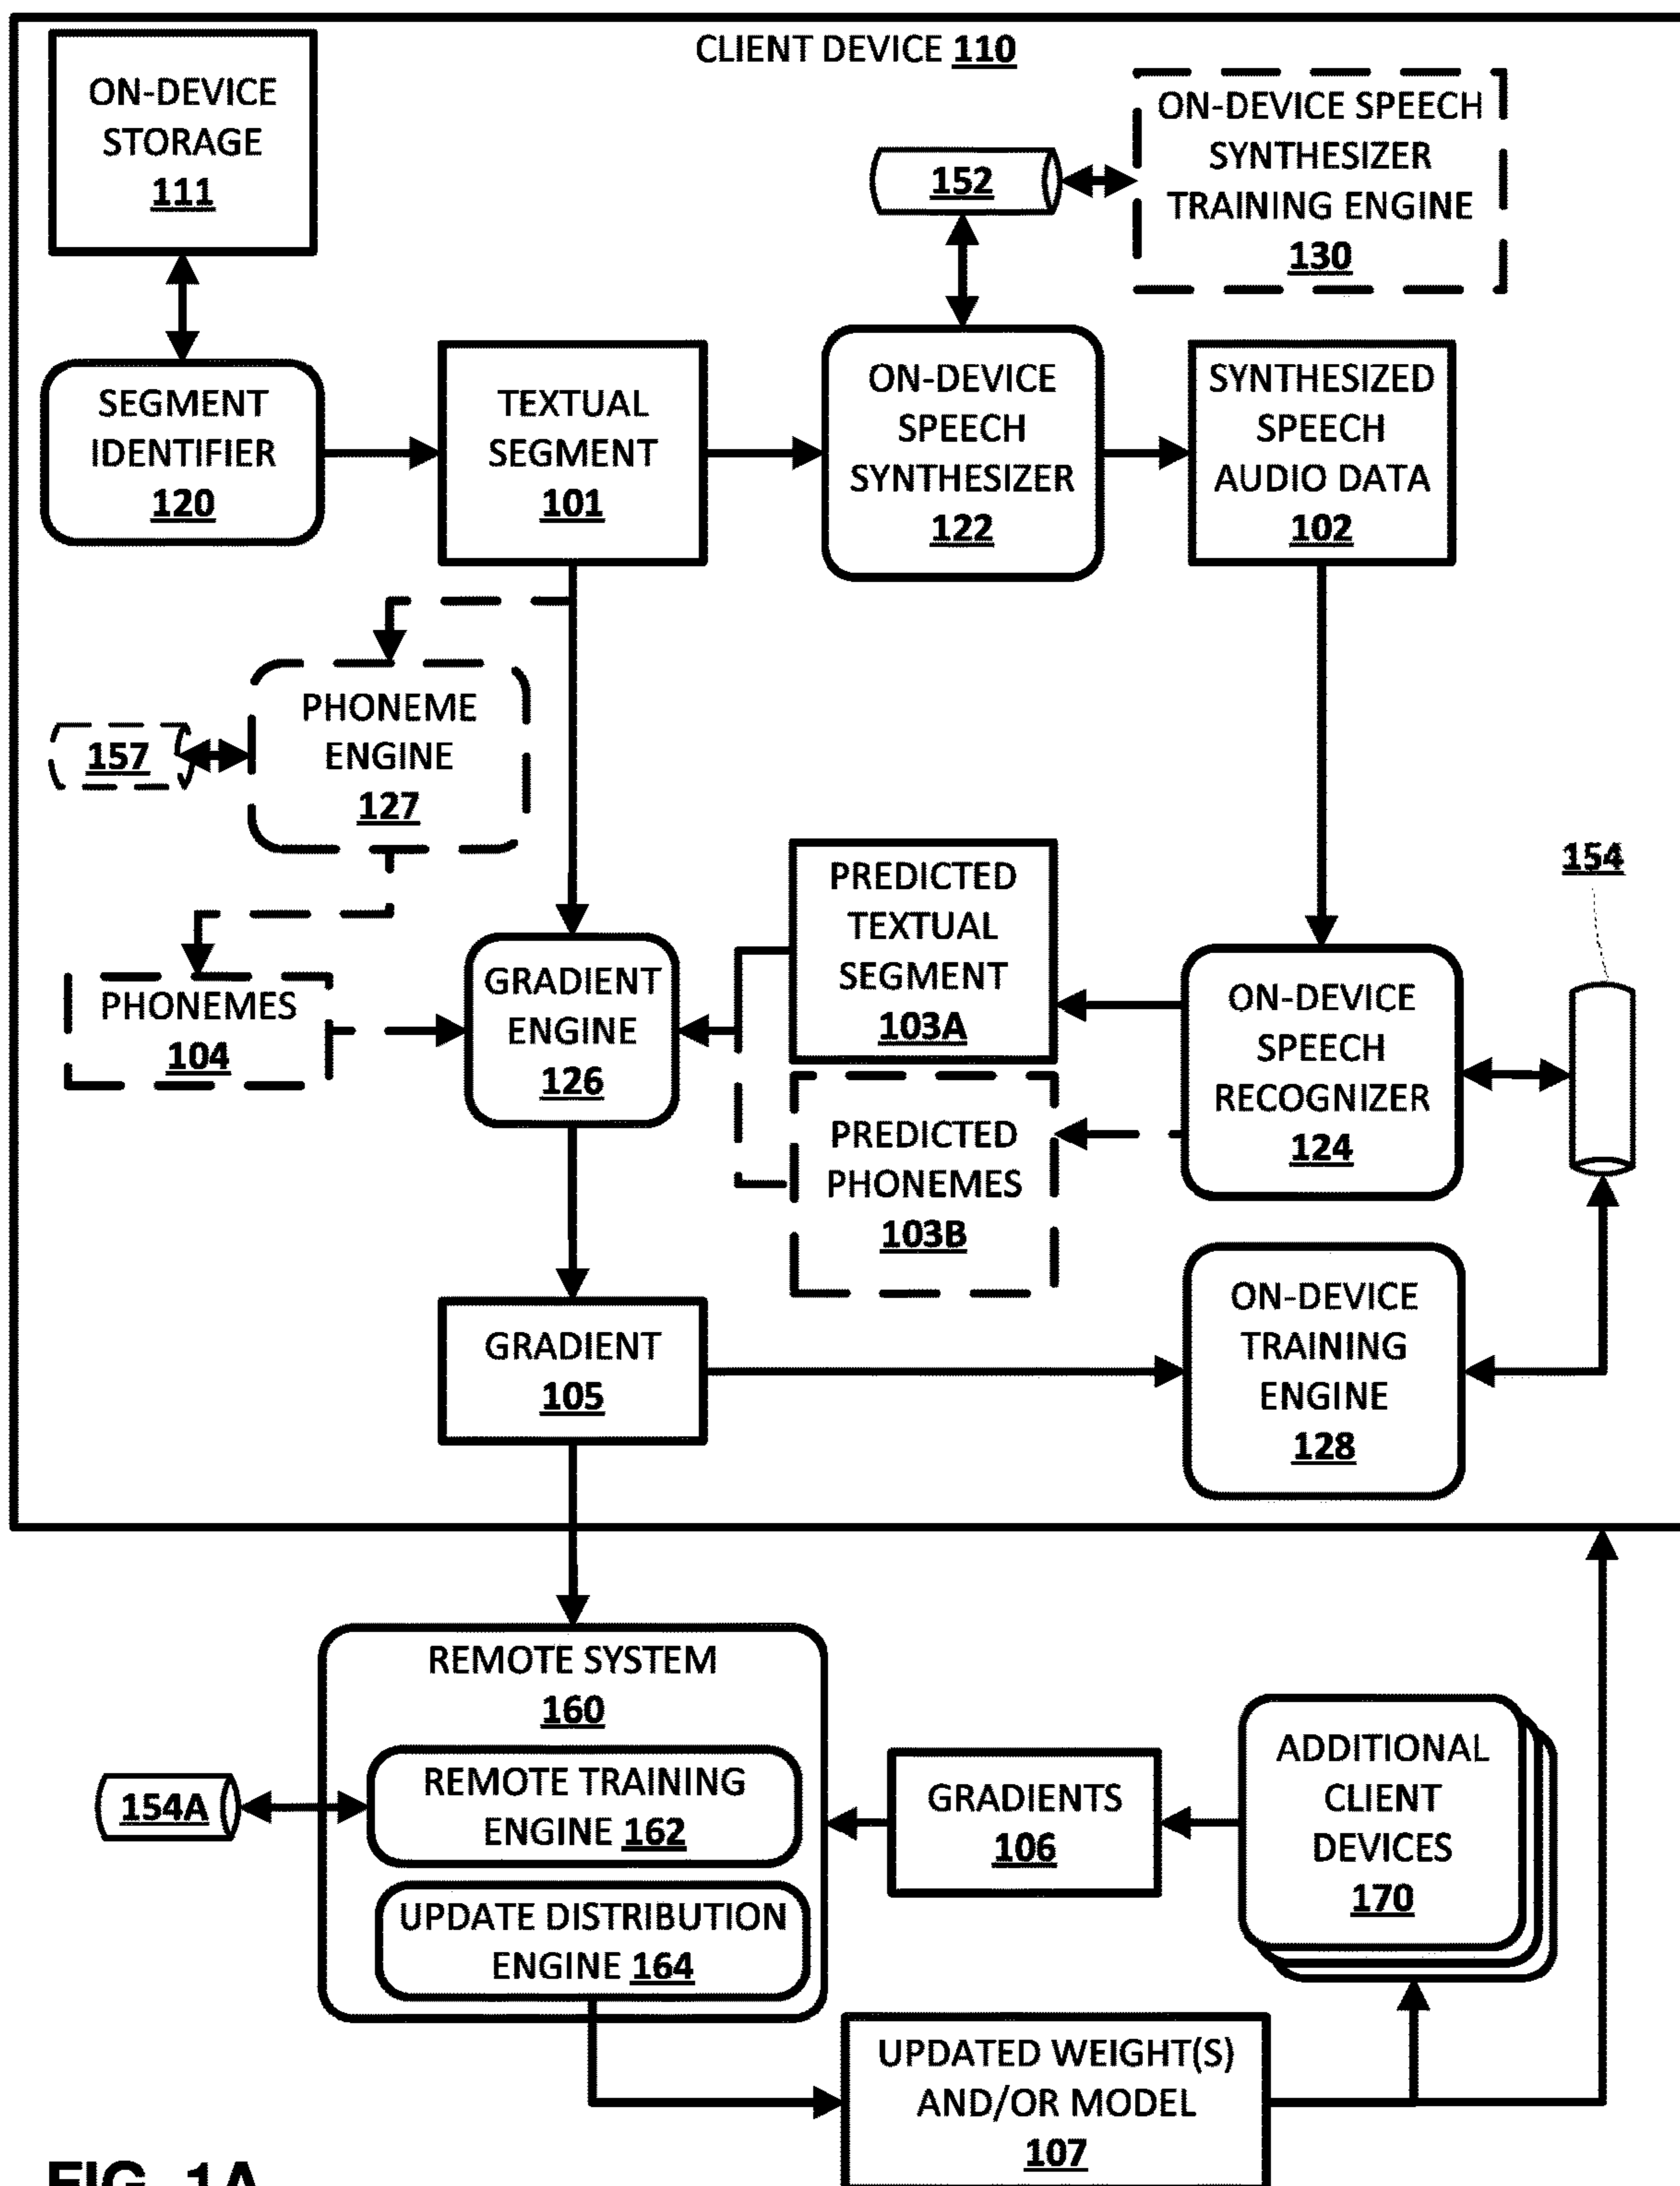 CLIENT DEVICE 110
ON-DEVICE
STORAGE
111
152
ON-DEVICE SPEECH
SYNTHESIZER
TRAINING ENGINE
130
SEGMENT
IDENTIFIER
120
TEXTUAL
SEGMENT
101
ON-DEVICE
SPEECH
SYNTHESIZER
122
SYNTHESIZED
SPEECH
AUDIO DATA
102
157
PHONEME
ENGINE
127
PHONEMES
104
GRADIENT
ENGINE
126
PREDICTED
TEXTUAL
SEGMENT
103A
PREDICTED
PHONEMES
103B
ON-DEVICE
SPEECH
RECOGNIZER
124
154
GRADIENT
105
ON-DEVICE
TRAINING
ENGINE
128
REMOTE SYSTEM
160
154A
REMOTE TRAINING
ENGINE 162
UPDATE DISTRIBUTION
ENGINE 164
GRADIENTS
106
ADDITIONAL
CLIENT
DEVICES
170
UPDATED WEIGHT(S)
AND/OR MODEL
107
FIG. 1A